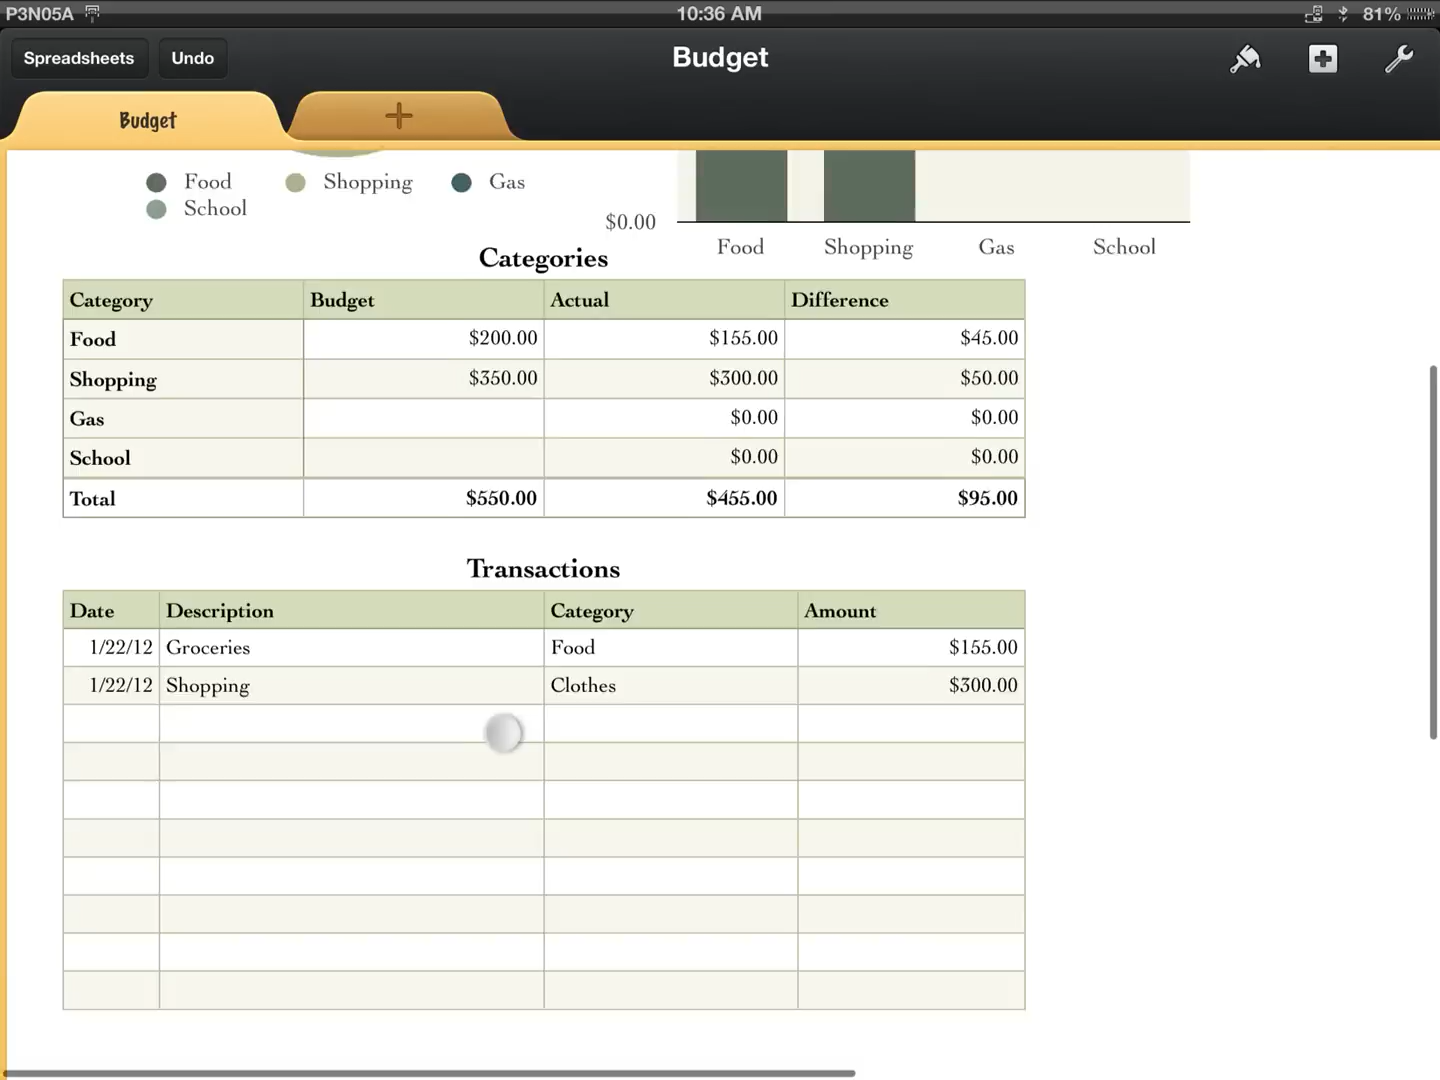 P3N05A 10:36 AM 81%
Spreadsheets Undo Budget
Budget
Food Shopping Gas
School
$0.00
Food Shopping Gas School
Categories
Category Budget Actual Difference
Food $200.00 $155.00 $45.00
Shopping $350.00 $300.00 $50.00
Gas $0.00 $0.00
School $0.00 $0.00
Total $550.00 $455.00 $95.00
Transactions
Date Description Category Amount
1/22/12 Groceries Food $155.00
1/22/12 Shopping Clothes $300.00